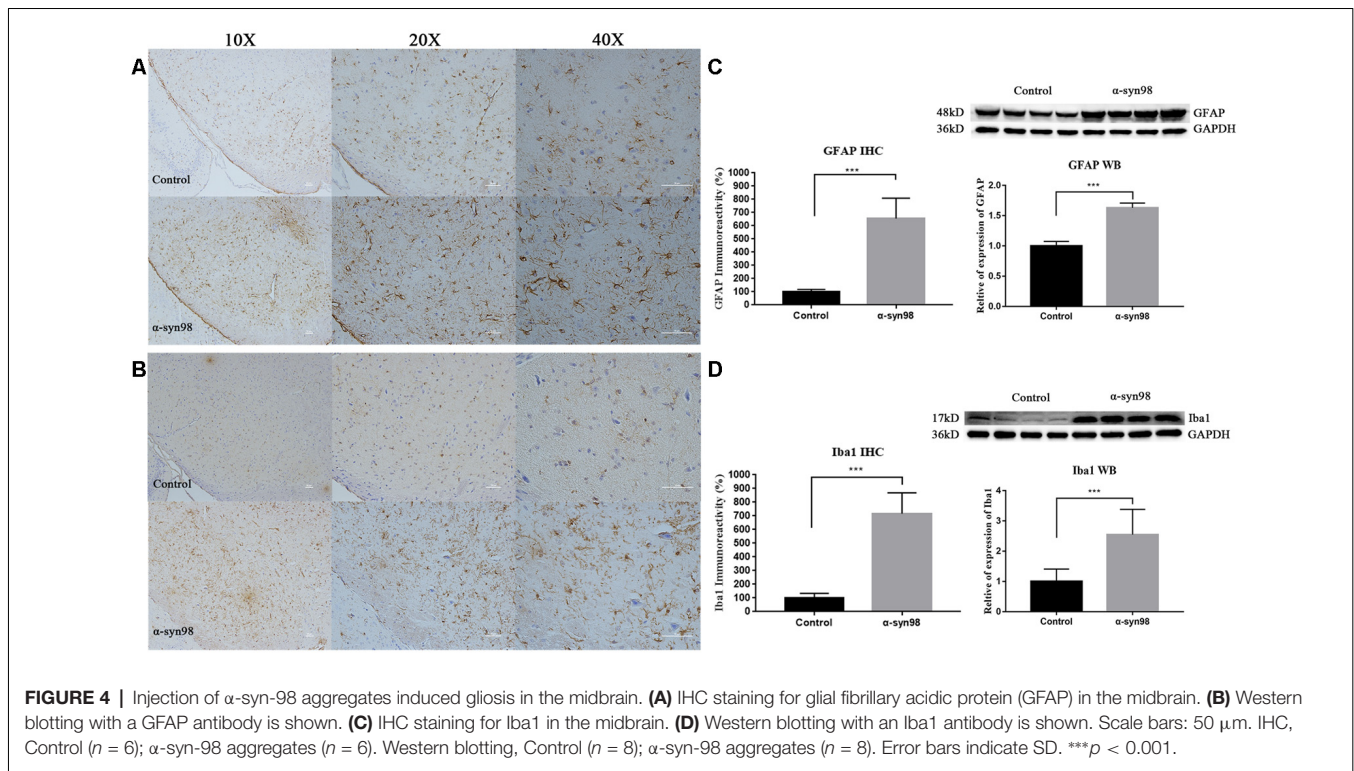 10X 20X 40X
A
Control
α-syn98
B
Control
α-syn98
C
Control α-syn98
48kD GFAP
36kD GAPDH
GFAP IHC
GFAP Immunoreactivity (%)
1000
900
800
700
600
500
400
300
200
100
0
***
Control α-syn98
GFAP WB
Reltive of expression of GFAP
2.0
1.5
1.0
0.5
0.0
***
Control α-syn98
D
Control α-syn98
17kD Iba1
36kD GAPDH
Iba1 IHC
Iba1 Immunoreactivity (%)
1000
900
800
700
600
500
400
300
200
100
0
***
Control α-syn98
Iba1 WB
Reltive of expression of Iba1
4
3
2
1
0
***
Control α-syn98
FIGURE 4 | Injection of α-syn-98 aggregates induced gliosis in the midbrain. (A) IHC staining for glial fibrillary acidic protein (GFAP) in the midbrain. (B) Western
blotting with a GFAP antibody is shown. (C) IHC staining for Iba1 in the midbrain. (D) Western blotting with an Iba1 antibody is shown. Scale bars: 50 μm. IHC,
Control (n = 6); α-syn-98 aggregates (n = 6). Western blotting, Control (n = 8); α-syn-98 aggregates (n = 8). Error bars indicate SD. ***p < 0.001.